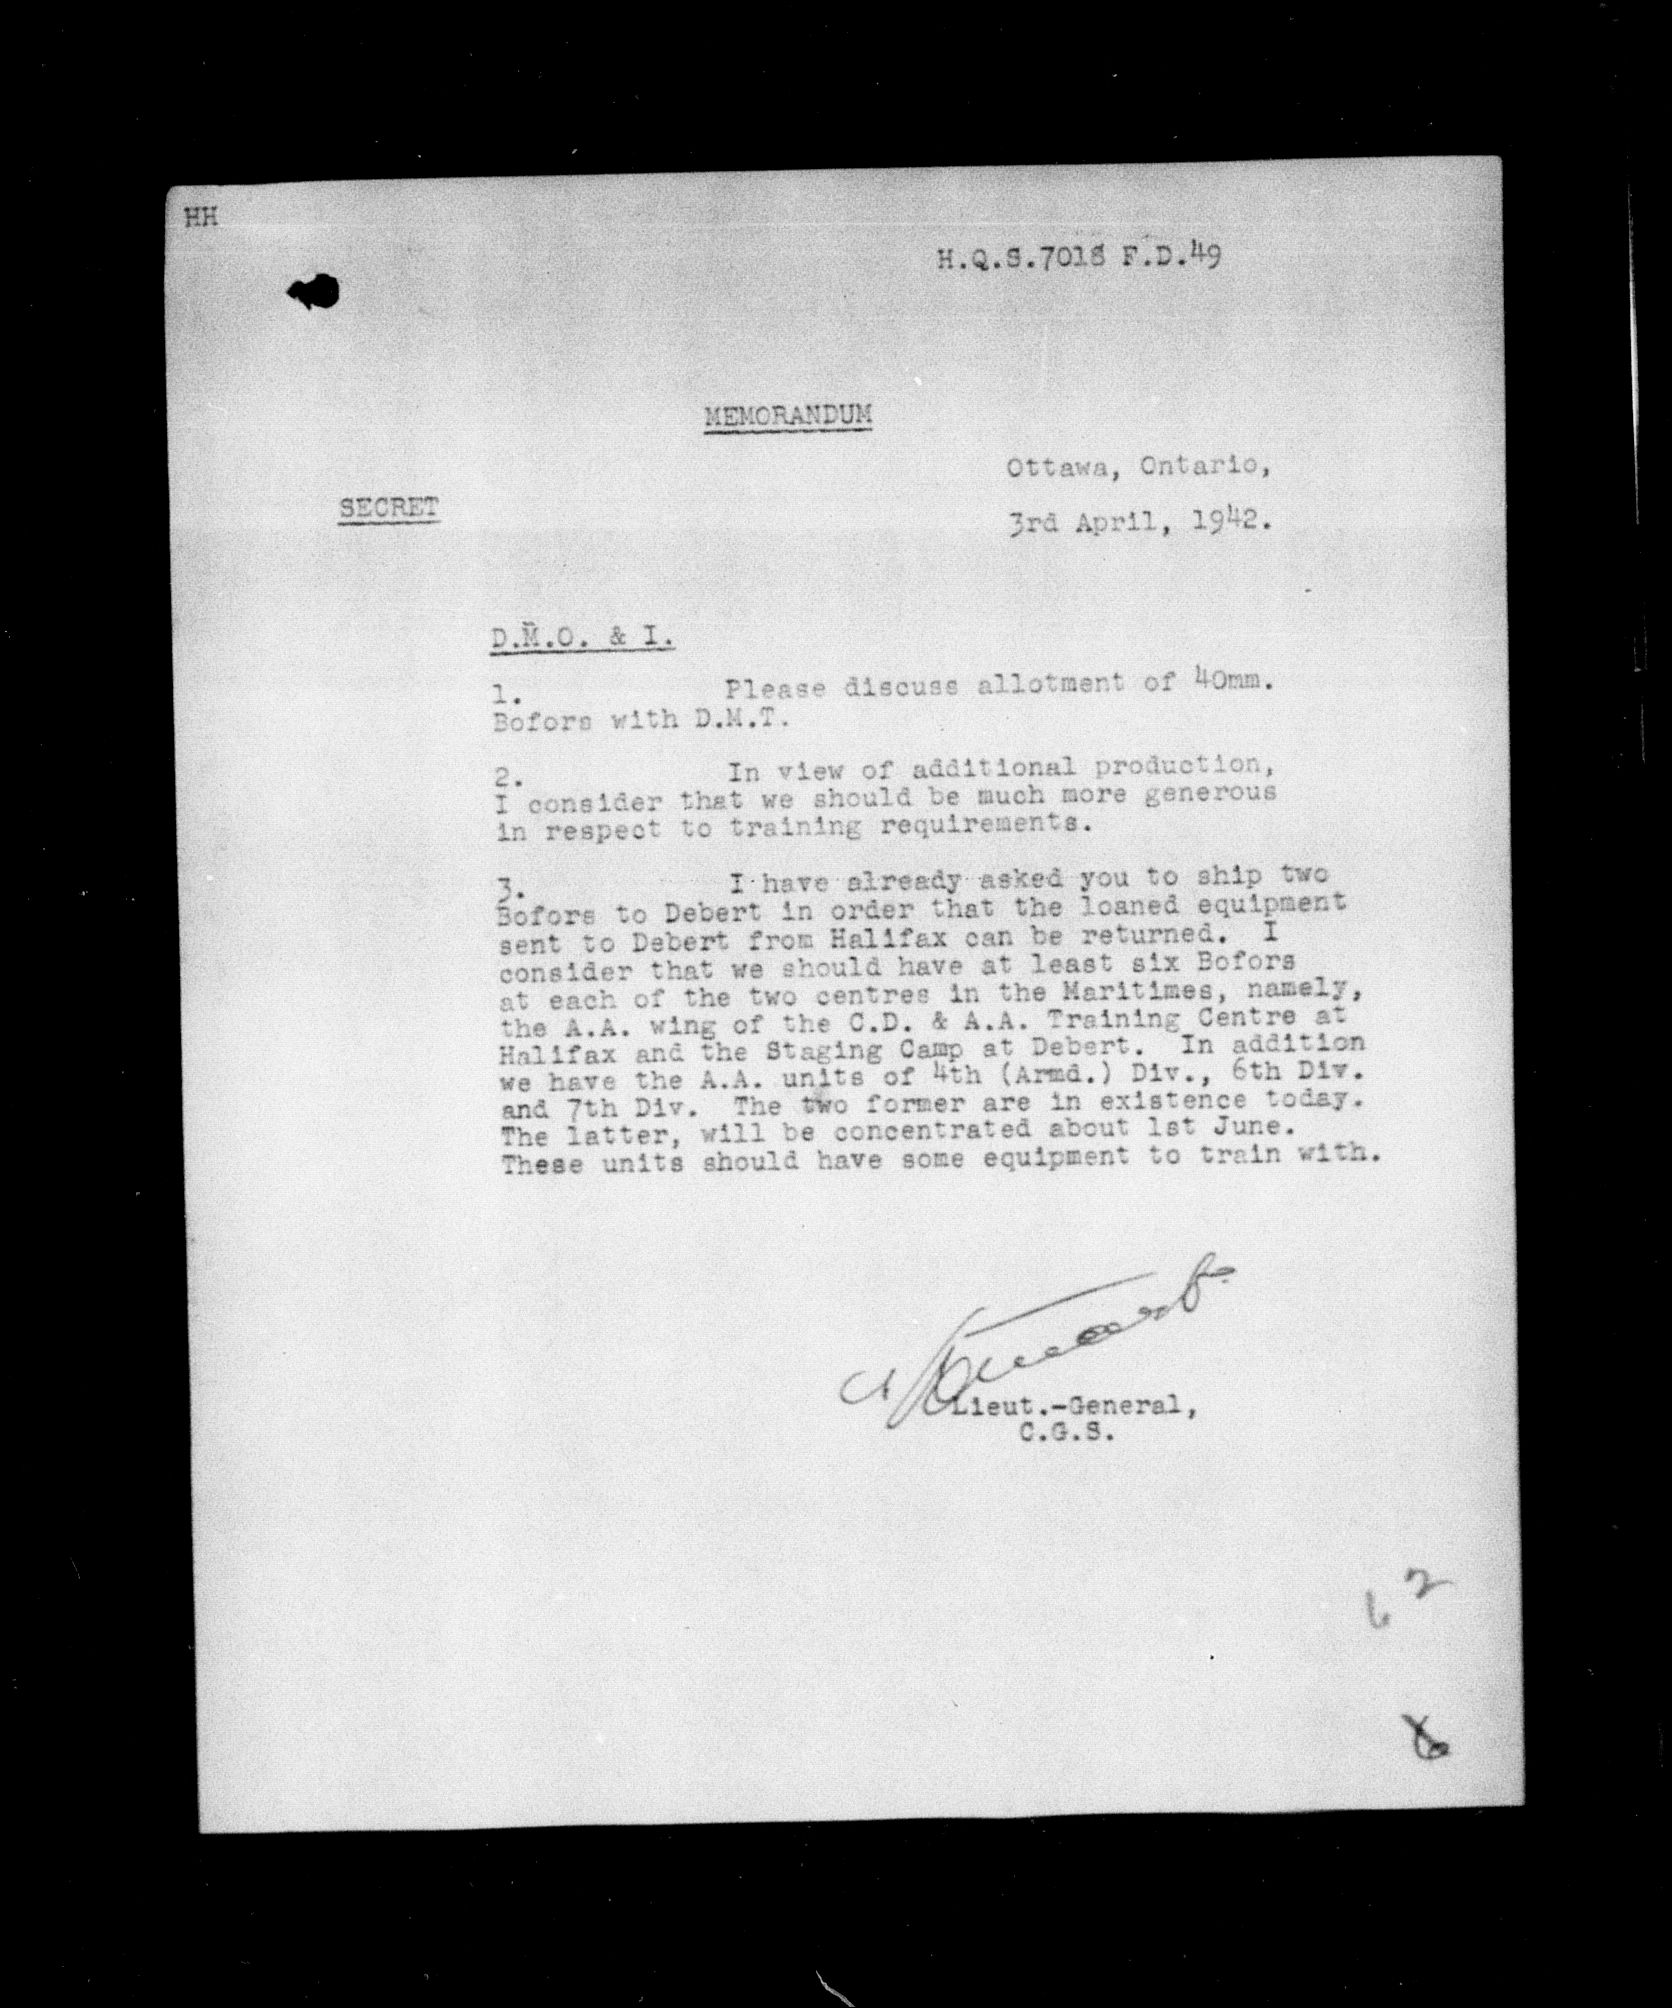 HH
H.Q.S.7018 F.D.49
MEMORANDUM
Ottawa, Ontario,
SECRET
3rd April, 1942.
D.M.O. & I.
1. Please discuss allotment of 40mm.
Bofors with D.M.T.
2. In view of additional production,
I consider that we should be much more generous
in respect to training requirements.
3. I have already asked you to ship two
Bofors to Debert in order that the loaned equipment
sent to Debert from Halifax can be returned. I
consider that we should have at least six Bofors
at each of the two centres in the Maritimes, namely,
the A.A. wing of the C.D. & A.A. Training Centre at
Halifax and the Staging Camp at Debert. In addition
we have the A.A. units of 4th (Armd.) Div., 6th Div.
and 7th Div. The two former are in existence today.
The latter, will be concentrated about 1st June.
These units should have some equipment to train with.
Lieut.-General,
C.G.S.
62